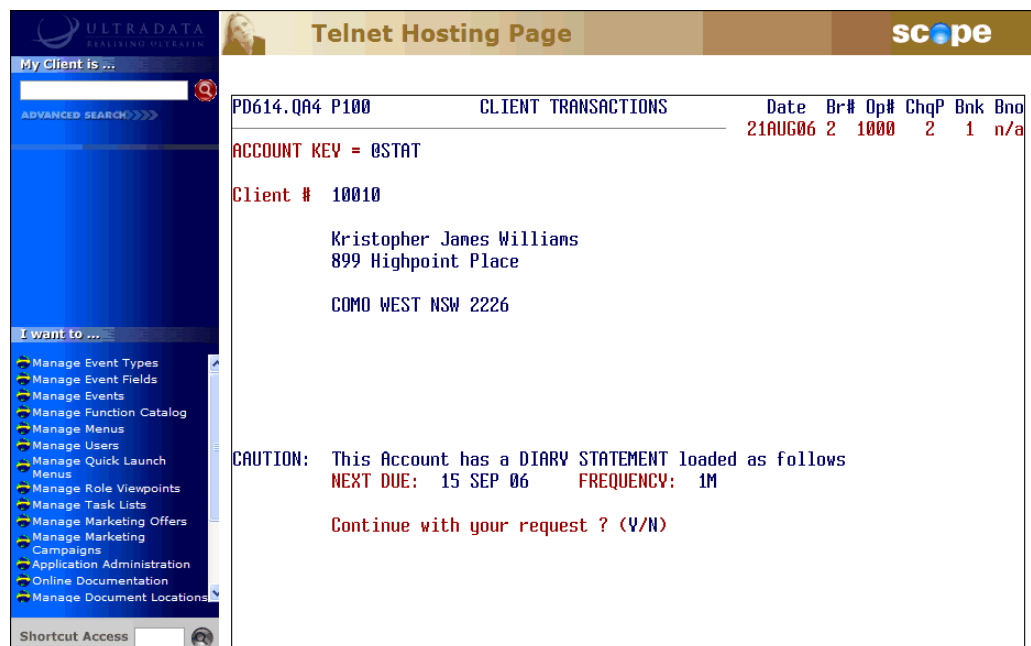 ULTRADATA
REALISING ULTRAFIN
My Client is ...
ADVANCED SEARCH
I want to ...
Manage Event Types
Manage Event Fields
Manage Events
Manage Function Catalog
Manage Menus
Manage Users
Manage Quick Launch
Menus
Manage Role Viewpoints
Manage Task Lists
Manage Marketing Offers
Manage Marketing
Campaigns
Application Administration
Online Documentation
Manage Document Locations
Shortcut Access
Telnet Hosting Page
scope
PD614.QA4 P100 CLIENT TRANSACTIONS Date Br# Op# ChqP Bnk Bno
21AUG06 2 1000 2 1 n/a
ACCOUNT KEY = @STAT
Client # 10010
Kristopher James Williams
899 Highpoint Place
COMO WEST NSW 2226
CAUTION: This Account has a DIARY STATEMENT loaded as follows
NEXT DUE: 15 SEP 06 FREQUENCY: 1M
Continue with your request ? (Y/N)